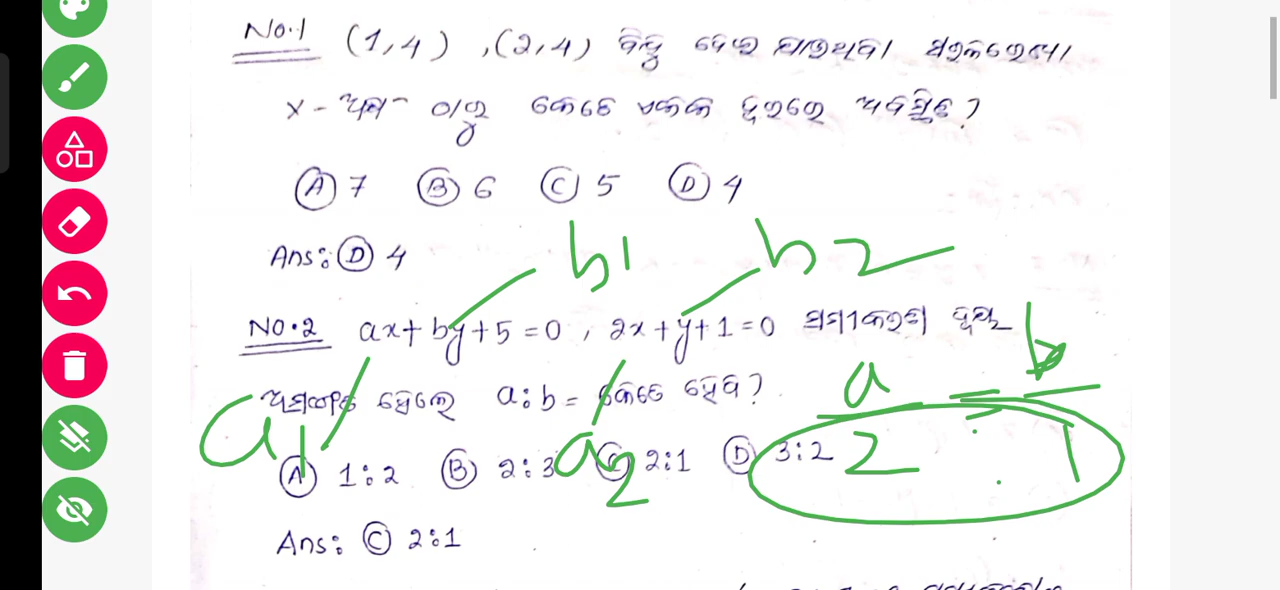 No.1 (1,4) ,(2,4) ବିନ୍ଦୁ ଦେଇ ଯାଉଥିବା ସରଳରେଖା
x - ଅକ୍ଷ ଠାରୁ କେତେ ଏକକ ଦୂରରେ ଅବସ୍ଥିତ ?
(A) 7 (B) 6 (C) 5 (D) 4
Ans: (D) 4
b1 b2
NO.2 ax+by+5=0, 2x+y+1=0 ସମୀକରଣ ଦ୍ୱୟ
ଅସଙ୍ଗତ ହେଲେ a:b = କେତେ ହେବ ?
a b
a1 a2 2 1
(A) 1:2 (B) 2:3 (C) 2:1 (D) 3:2
Ans: (C) 2:1